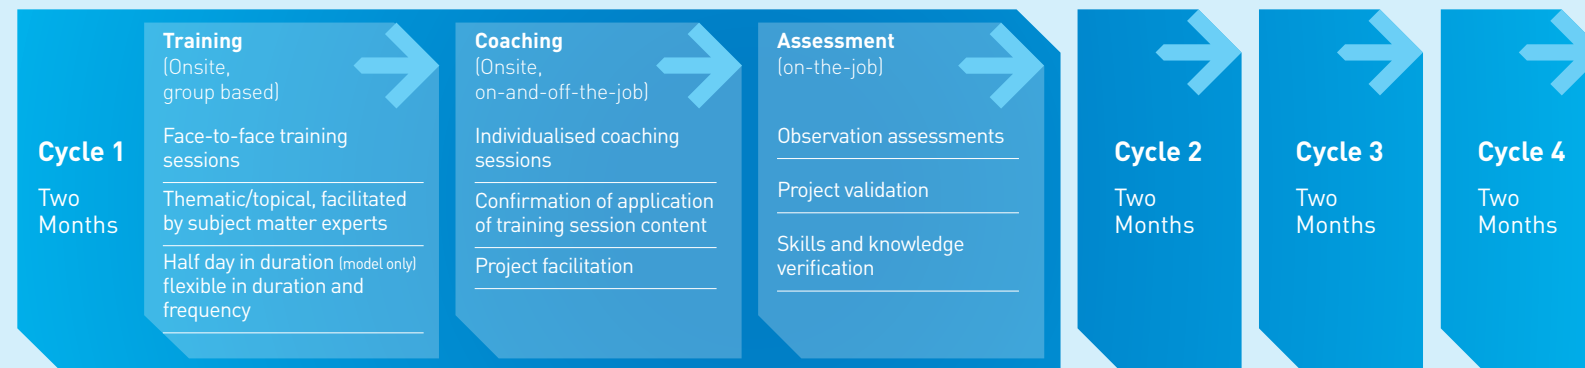 Cycle 1
Two
Months
Training
(Onsite,
group based)
Face-to-face training
sessions
Thematic/topical, facilitated
by subject matter experts
Half day in duration (model only)
flexible in duration and
frequency
Coaching
(Onsite,
on-and-off-the-job)
Individualised coaching
sessions
Confirmation of application
of training session content
Project facilitation
Assessment
(on-the-job)
Observation assessments
Project validation
Skills and knowledge
verification
Cycle 2
Two
Months
Cycle 3
Two
Months
Cycle 4
Two
Months